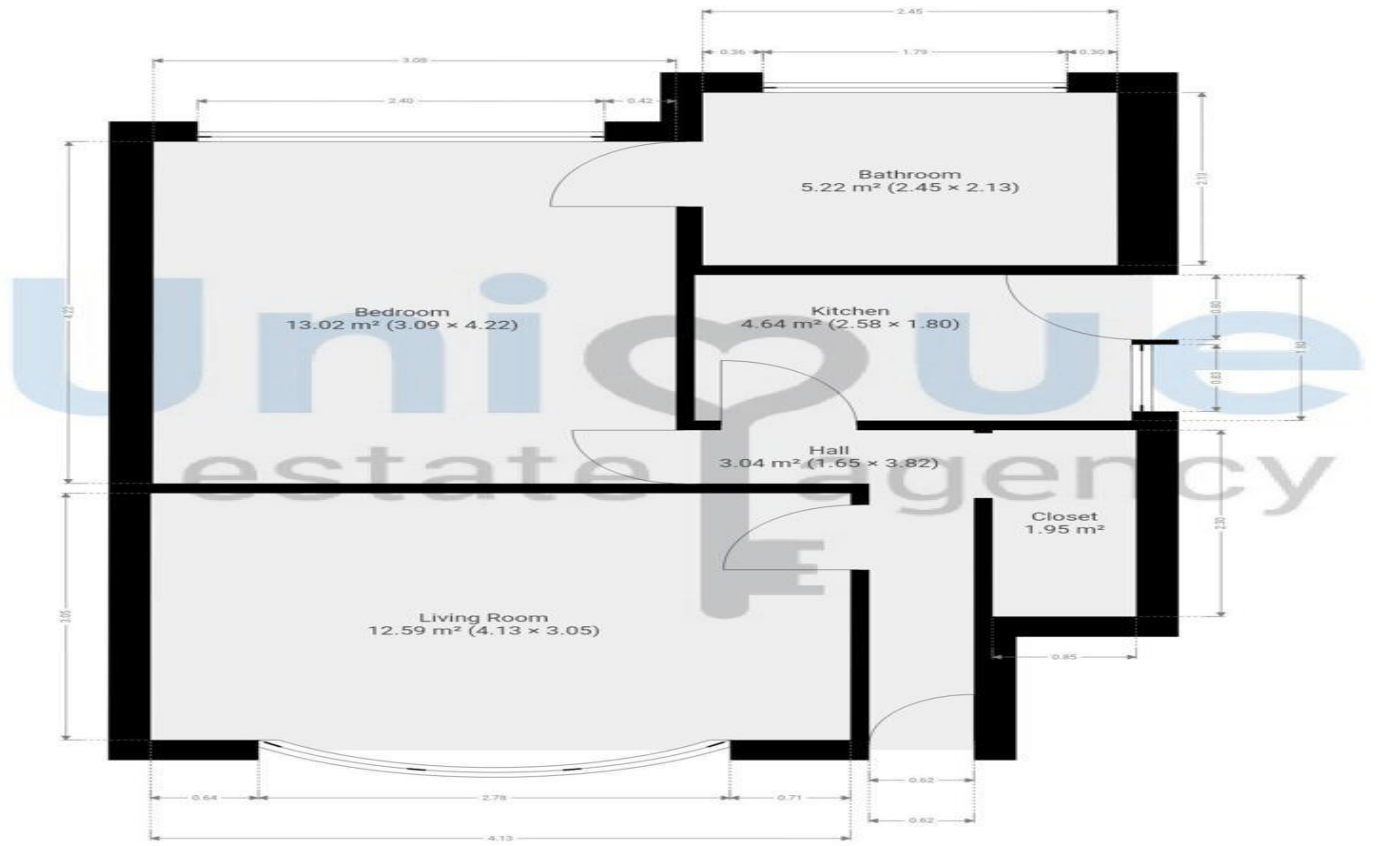 2.45
0.36
1.79
0.30
3.08
2.40
0.42
Bathroom
5.22 m² (2.45 × 2.13)
2.13
Unique
estate agency
Bedroom
13.02 m² (3.09 × 4.22)
4.22
Kitchen
4.64 m² (2.58 × 1.80)
0.80
1.80
0.83
Hall
3.04 m² (1.65 × 3.82)
Closet
1.95 m²
2.30
Living Room
12.59 m² (4.13 × 3.05)
3.05
0.85
0.62
0.64
2.78
0.71
0.62
4.13